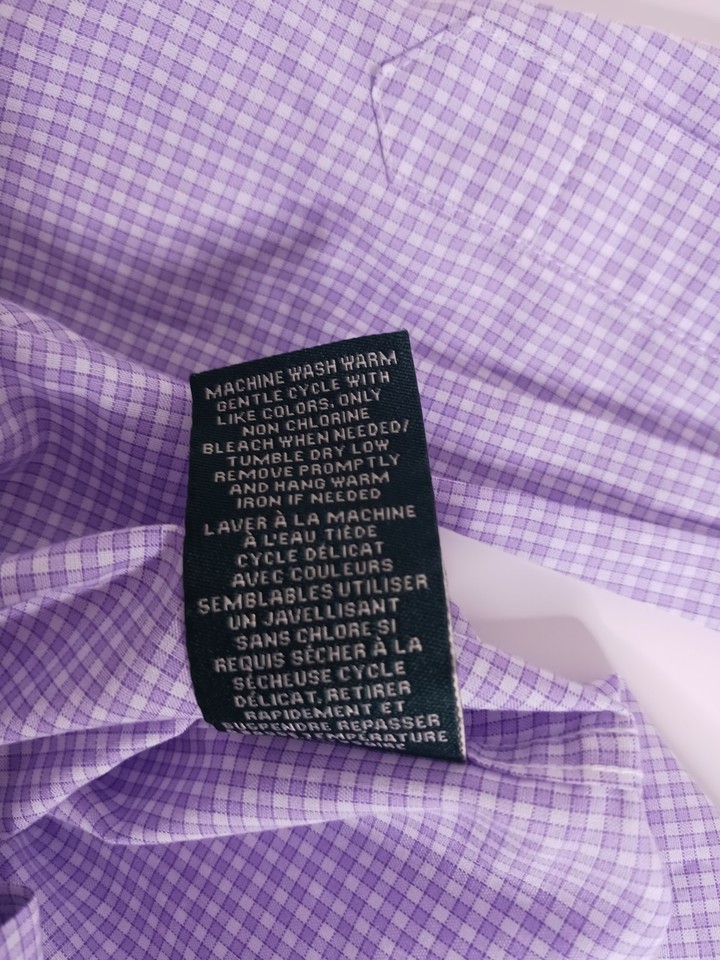 MACHINE WASH WARM
GENTLE CYCLE WITH
LIKE COLORS, ONLY
NON CHLORINE
BLEACH WHEN NEEDED/
TUMBLE DRY LOW
REMOVE PROMPTLY
AND HANG WARM
IRON IF NEEDED
LAVER À LA MACHINE
À L'EAU TIÈDE
CYCLE DÉLICAT
AVEC COULEURS
SEMBLABLES UTILISER
UN JAVELLISANT
SANS CHLORE SI
REQUIS SÉCHER À LA
SÉCHEUSE CYCLE
DÉLICAT, RETIRER
RAPIDEMENT ET
SUSPENDRE REPASSER
TEMPÉRATURE